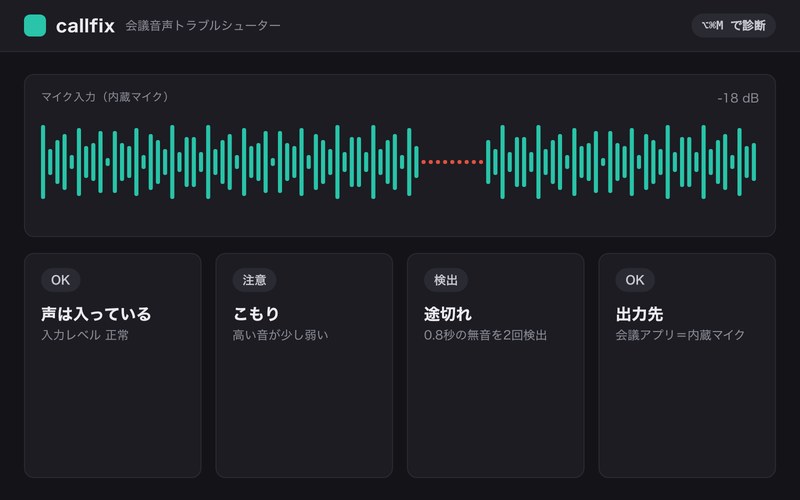 callfix 会議音声トラブルシューター
⌥⌘M で診断
マイク入力（内蔵マイク）
-18 dB
OK
声は入っている
入力レベル 正常
注意
こもり
高い音が少し弱い
検出
途切れ
0.8秒の無音を2回検出
OK
出力先
会議アプリ＝内蔵マイク